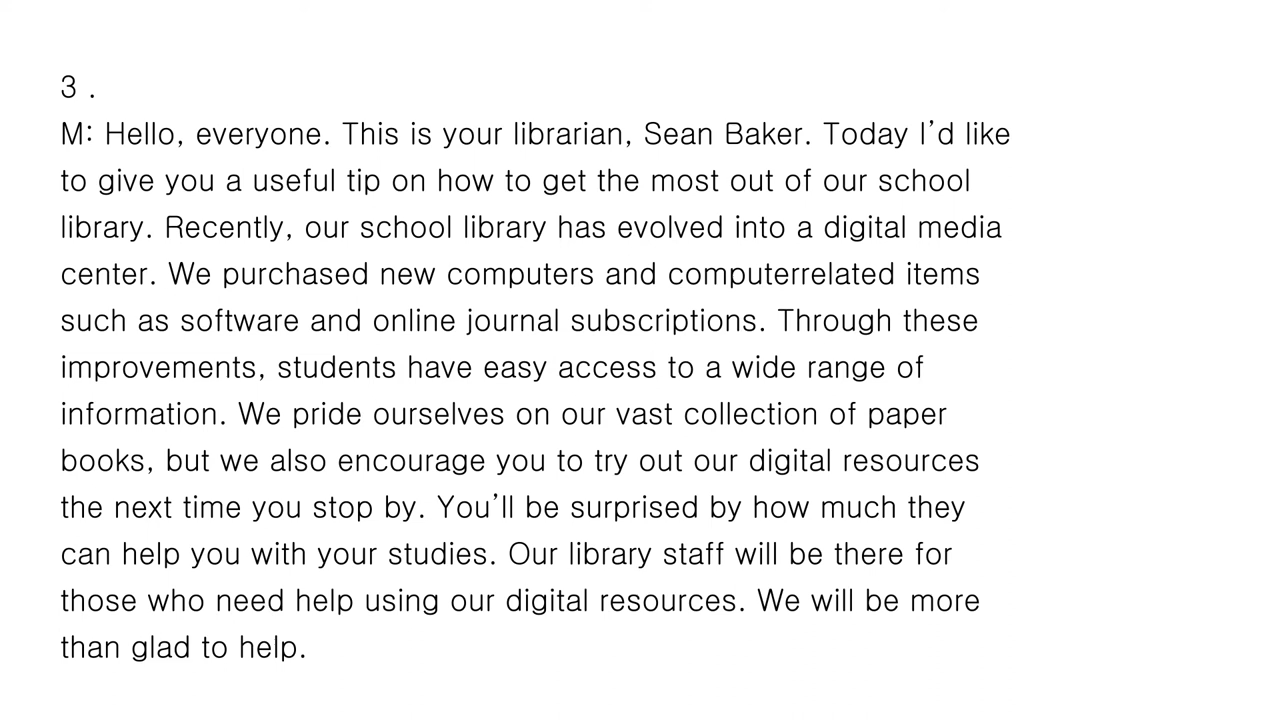 3 .
M: Hello, everyone. This is your librarian, Sean Baker. Today I’d like
to give you a useful tip on how to get the most out of our school
library. Recently, our school library has evolved into a digital media
center. We purchased new computers and computerrelated items
such as software and online journal subscriptions. Through these
improvements, students have easy access to a wide range of
information. We pride ourselves on our vast collection of paper
books, but we also encourage you to try out our digital resources
the next time you stop by. You’ll be surprised by how much they
can help you with your studies. Our library staff will be there for
those who need help using our digital resources. We will be more
than glad to help.